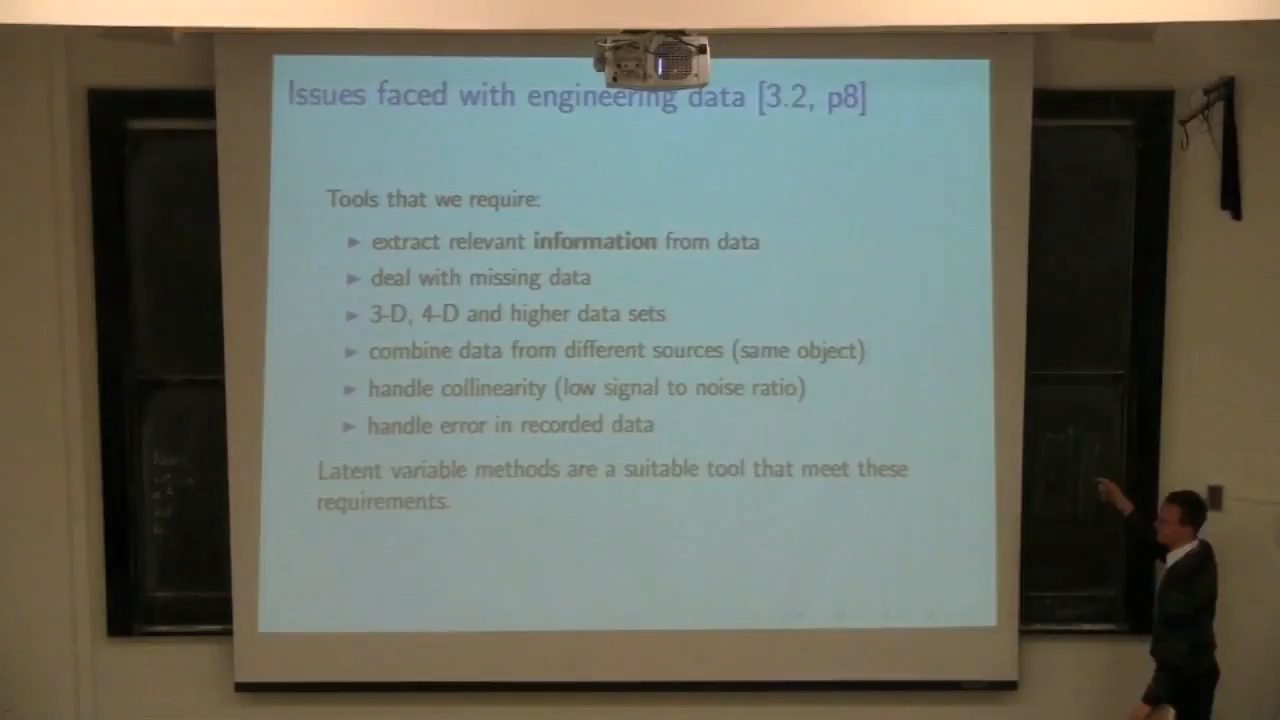 Issues faced with engineering data [3.2, p8]
Tools that we require:
► extract relevant information from data
► deal with missing data
► 3-D, 4-D and higher data sets
► combine data from different sources (same object)
► handle collinearity (low signal to noise ratio)
► handle error in recorded data
Latent variable methods are a suitable tool that meet these
requirements.